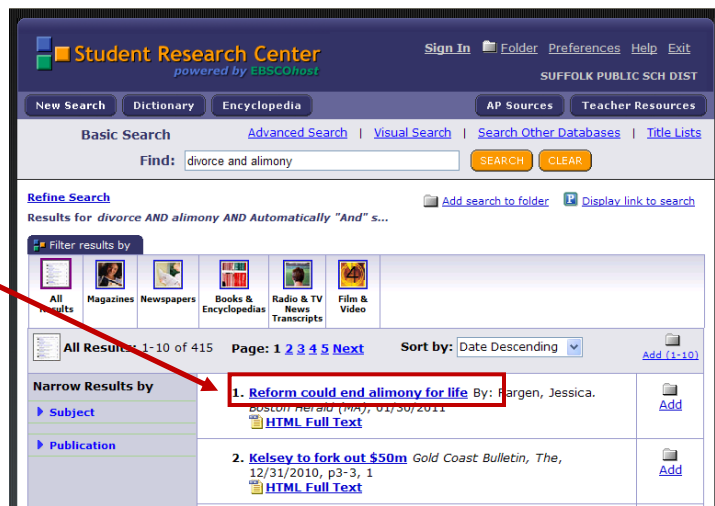 Student Research Center
powered by EBSCOhost
Sign In Folder Preferences Help Exit
SUFFOLK PUBLIC SCH DIST
New Search Dictionary Encyclopedia AP Sources Teacher Resources
Basic Search Advanced Search | Visual Search | Search Other Databases | Title Lists
Find: divorce and alimony SEARCH CLEAR
Refine Search
Add search to folder Display link to search
Results for divorce AND alimony AND Automatically "And" s...
Filter results by
All Results
Magazines
Newspapers
Books & Encyclopedias
Radio & TV News Transcripts
Film & Video
All Results: 1-10 of 415 Page: 1 2 3 4 5 Next Sort by: Date Descending
Add (1-10)
Narrow Results by
Subject
Publication
1. Reform could end alimony for life By: Fargen, Jessica.
Boston Herald (MA), 01/30/2011
HTML Full Text
Add
2. Kelsey to fork out $50m Gold Coast Bulletin, The,
12/31/2010, p3-3, 1
HTML Full Text
Add